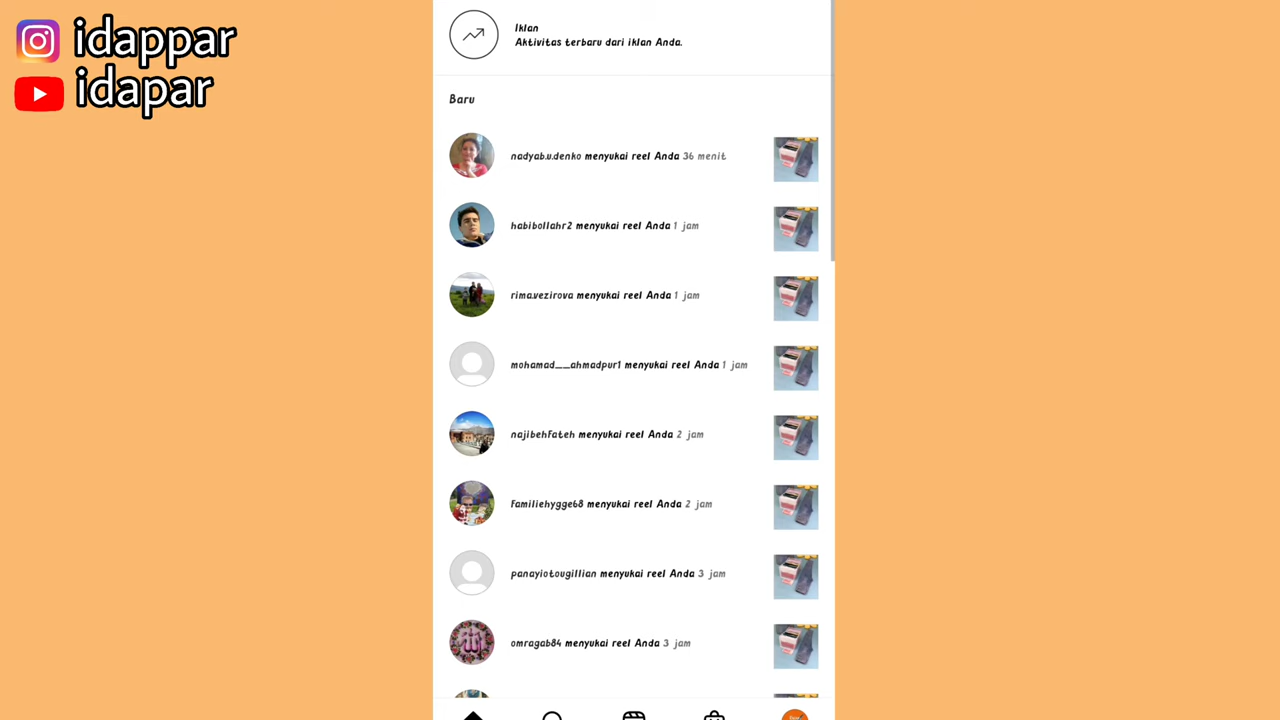 idappar
idapar
Iklan
Aktivitas terbaru dari iklan Anda.
Baru
nadyab.u.denko menyukai reel Anda 36 menit
habibollahr2 menyukai reel Anda 1 jam
rima.vezirova menyukai reel Anda 1 jam
mohamad__ahmadpur1 menyukai reel Anda 1 jam
najibehfateh menyukai reel Anda 2 jam
familiehygge68 menyukai reel Anda 2 jam
panayiotougillian menyukai reel Anda 3 jam
omragab84 menyukai reel Anda 3 jam
الله